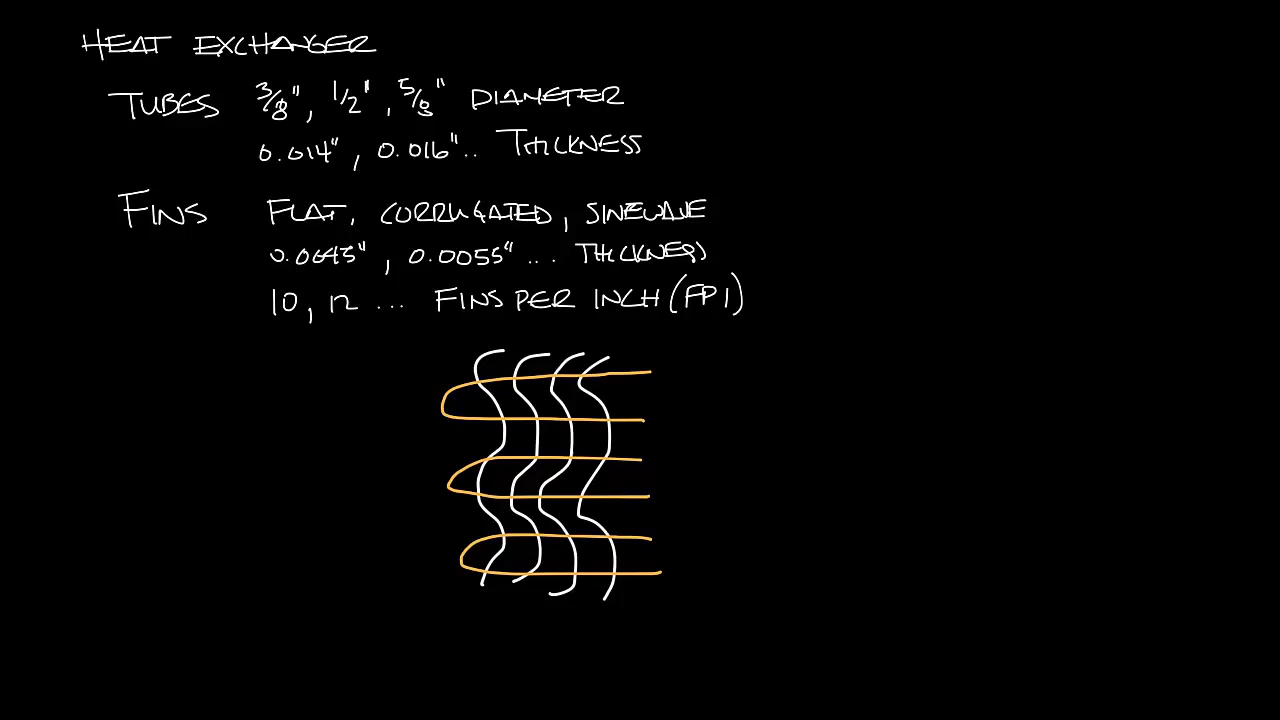 HEAT EXCHANGER
TUBES 3/8", 1/2", 5/8" DIAMETER
0.014", 0.016".. THICKNESS
FINS FLAT, CORRUGATED, SINEWAVE
0.0045", 0.0055" ... THICKNESS
10, 12 ... FINS PER INCH (FPI)